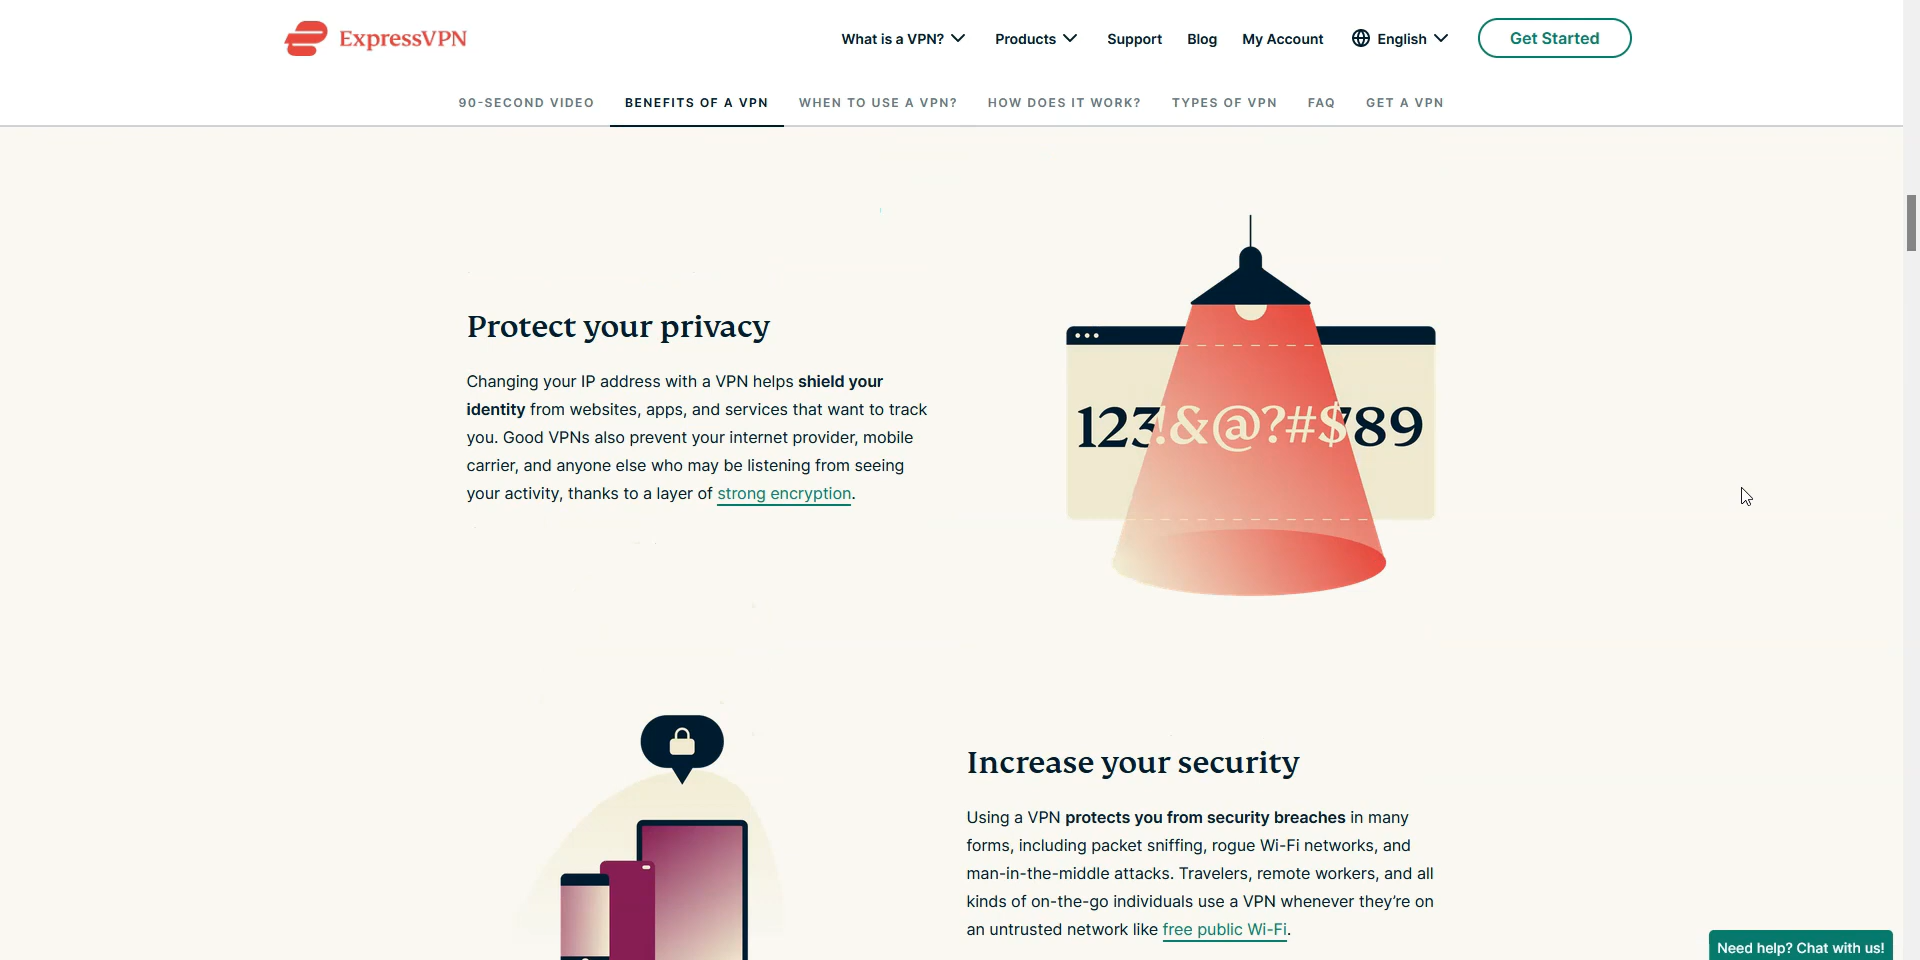 ExpressVPN
What is a VPN?
Products
Support
Blog
My Account
English
Get Started
90-SECOND VIDEO
BENEFITS OF A VPN
WHEN TO USE A VPN?
HOW DOES IT WORK?
TYPES OF VPN
FAQ
GET A VPN
Protect your privacy
Changing your IP address with a VPN helps shield your
identity from websites, apps, and services that want to track
you. Good VPNs also prevent your internet provider, mobile
carrier, and anyone else who may be listening from seeing
your activity, thanks to a layer of strong encryption.
123!&@?#$789
Increase your security
Using a VPN protects you from security breaches in many
forms, including packet sniffing, rogue Wi-Fi networks, and
man-in-the-middle attacks. Travelers, remote workers, and all
kinds of on-the-go individuals use a VPN whenever they're on
an untrusted network like free public Wi-Fi.
Need help? Chat with us!